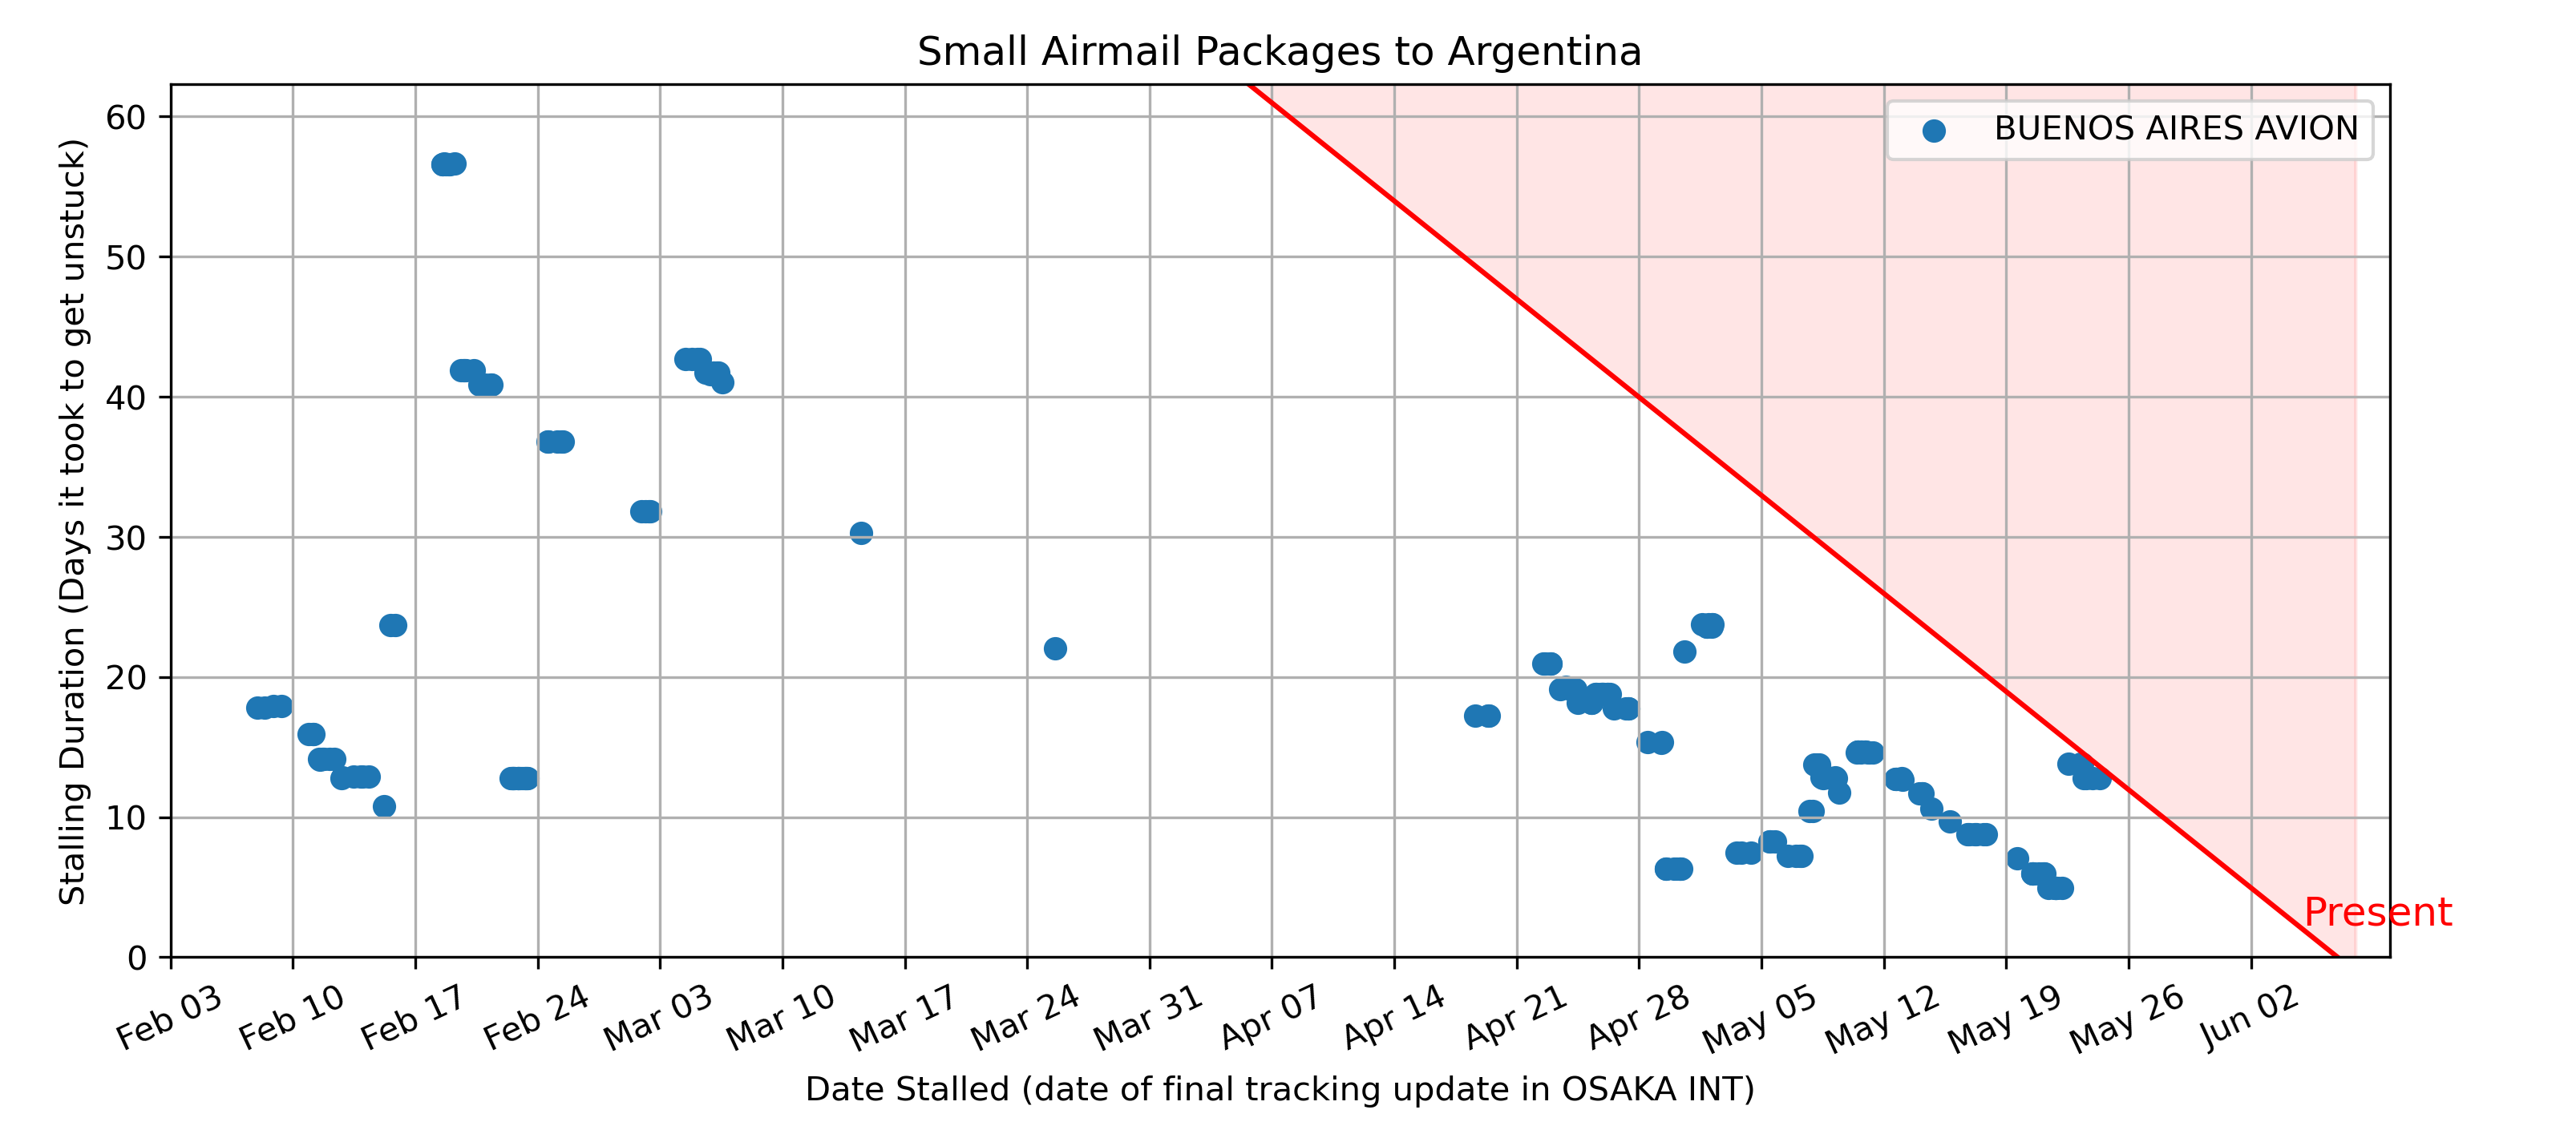 Small Airmail Packages to Argentina
BUENOS AIRES AVION
Stalling Duration (Days it took to get unstuck)
60
50
40
30
20
10
0
Present
Feb 03
Feb 10
Feb 17
Feb 24
Mar 03
Mar 10
Mar 17
Mar 24
Mar 31
Apr 07
Apr 14
Apr 21
Apr 28
May 05
May 12
May 19
May 26
Jun 02
Date Stalled (date of final tracking update in OSAKA INT)